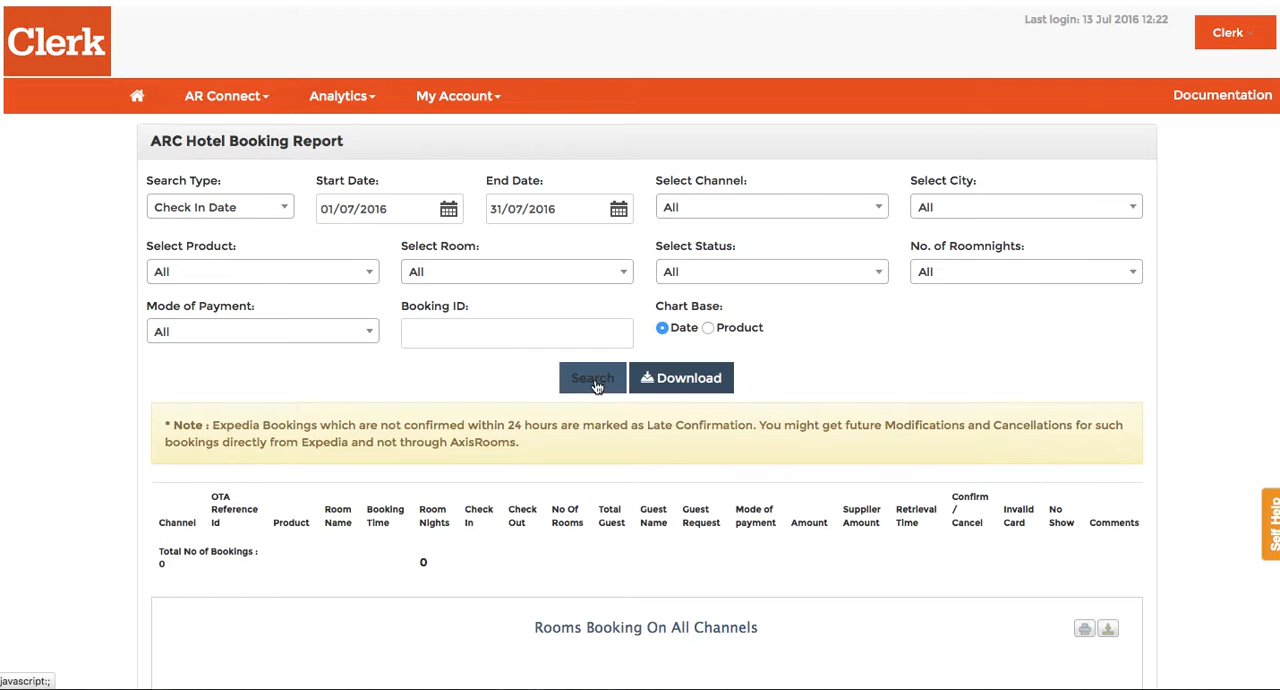 Clerk
Last login: 13 Jul 2016 12:22
Clerk
AR Connect
Analytics
My Account
Documentation
ARC Hotel Booking Report
Search Type:
Start Date:
End Date:
Select Channel:
Select City:
Check In Date
01/07/2016
31/07/2016
All
All
Select Product:
Select Room:
Select Status:
No. of Roomnights:
All
All
All
All
Mode of Payment:
Booking ID:
Chart Base:
All
Date
Product
Search
Download
* Note : Expedia Bookings which are not confirmed within 24 hours are marked as Late Confirmation. You might get future Modifications and Cancellations for such
bookings directly from Expedia and not through AxisRooms.
Channel
OTA
Reference
Id
Product
Room
Name
Booking
Time
Room
Nights
Check
In
Check
Out
No Of
Rooms
Total
Guest
Guest
Name
Guest
Request
Mode of
payment
Amount
Supplier
Amount
Retrieval
Time
Confirm
/
Cancel
Invalid
Card
No
Show
Comments
Total No of Bookings :
0
0
Self Help
Rooms Booking On All Channels
javascript:;